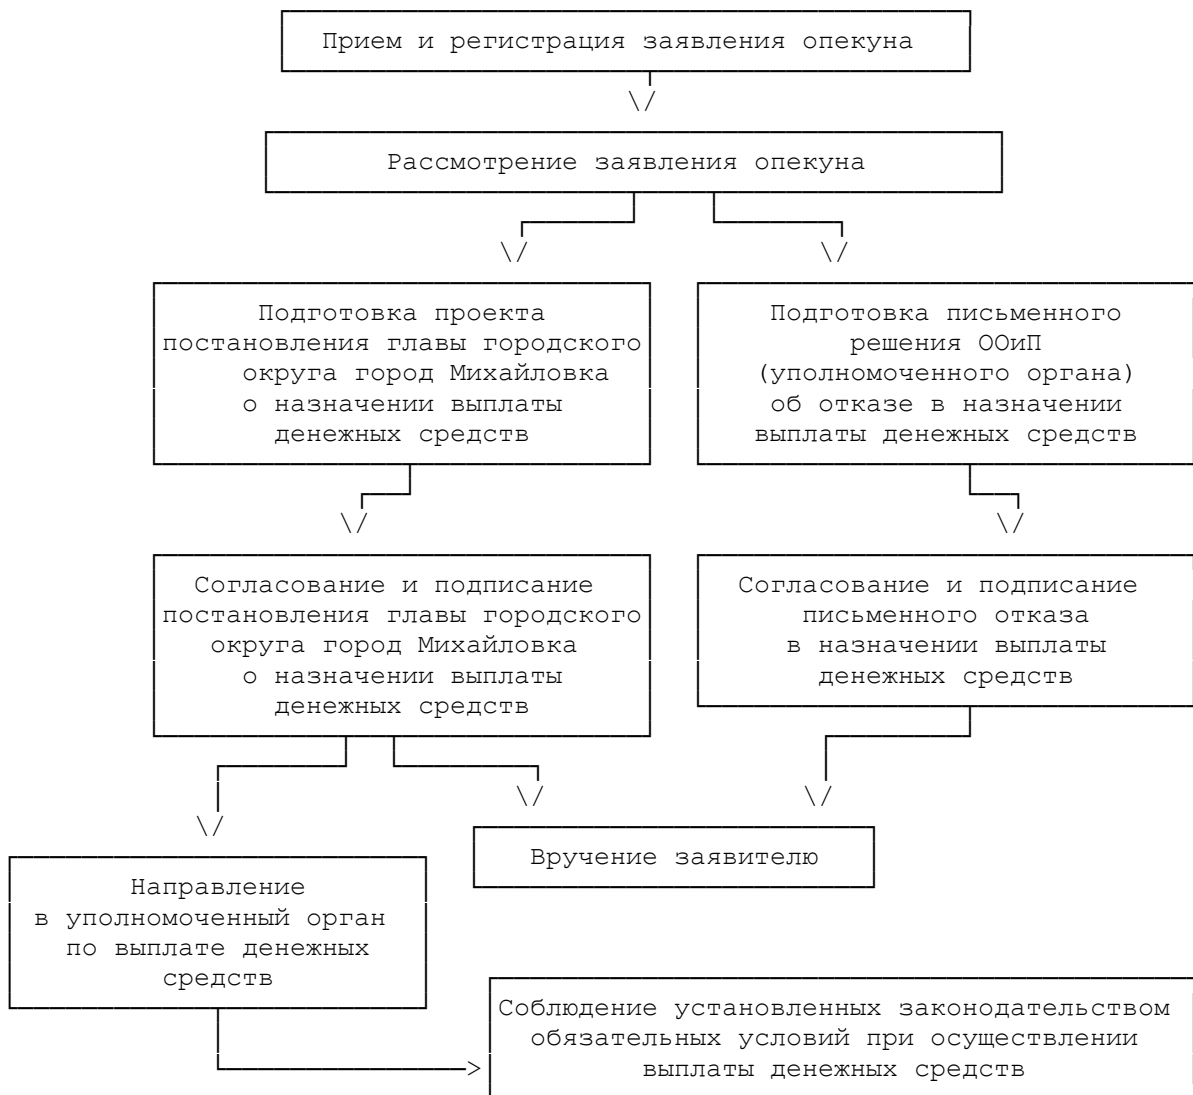 Прием и регистрация заявления опекуна
Рассмотрение заявления опекуна
Подготовка проекта
постановления главы городского
округа город Михайловка
о назначении выплаты
денежных средств
Подготовка письменного
решения ООиП
(уполномоченного органа)
об отказе в назначении
выплаты денежных средств
Согласование и подписание
постановления главы городского
округа город Михайловка
о назначении выплаты
денежных средств
Согласование и подписание
письменного отказа
в назначении выплаты
денежных средств
Вручение заявителю
Направление
в уполномоченный орган
по выплате денежных
средств
Соблюдение установленных законодательством
обязательных условий при осуществлении
выплаты денежных средств